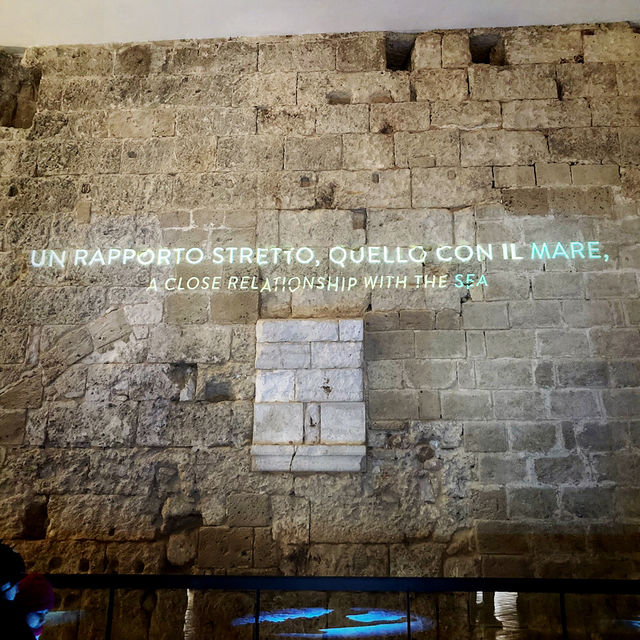 UN RAPPORTO STRETTO, QUELLO CON IL MARE,
A CLOSE RELATIONSHIP WITH THE SEA